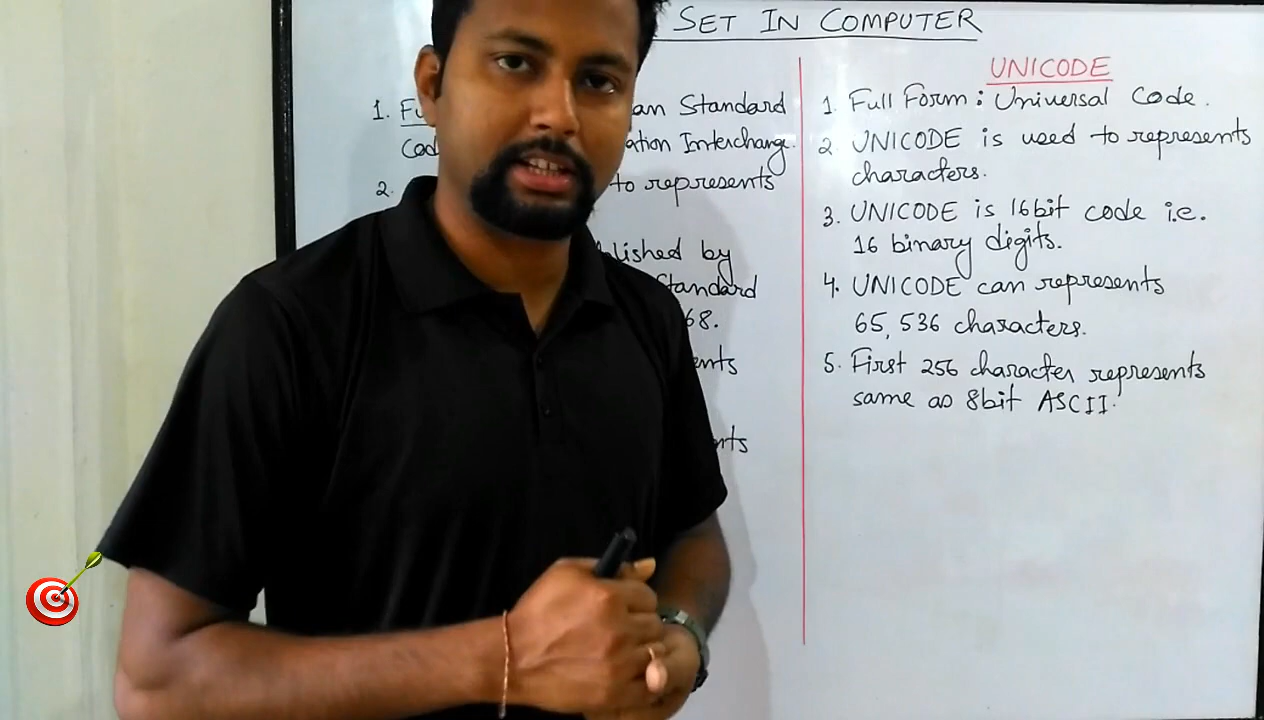 SET IN COMPUTER
1. Fu an Standard
Cod ation Interchange.
2. to represents
lished by
Standard
68.
ents
nts
UNICODE
1. Full Form : Universal Code.
2. UNICODE is used to represents
characters.
3. UNICODE is 16bit code i.e.
16 binary digits.
4. UNICODE can represents
65,536 characters.
5. First 256 character represents
same as 8bit ASCII.